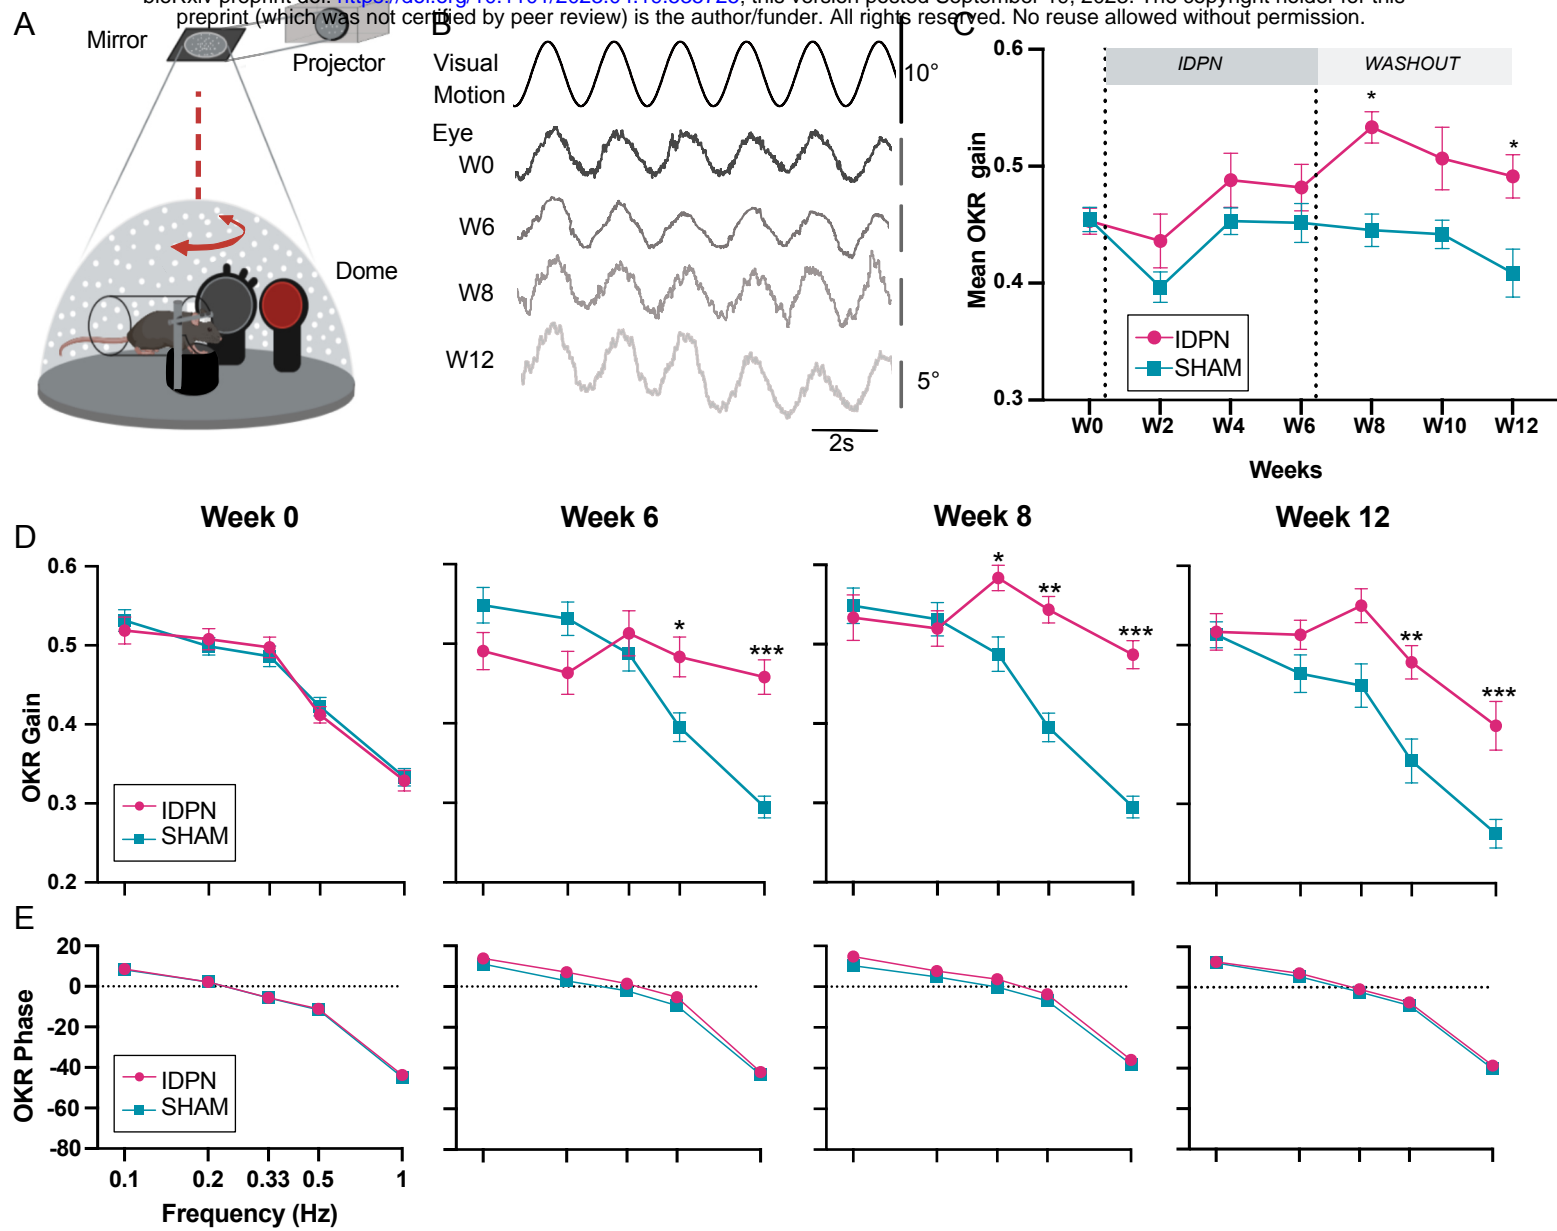 preprint (which was not certified by peer review) is the author/funder. All rights reserved. No reuse allowed without permission.
A
Mirror
Projector
Dome
B
Visual
Motion
10°
Eye
W0
W6
W8
W12
5°
2s
C
IDPN
WASHOUT
Mean OKR gain
0.6
0.5
0.4
0.3
*
*
IDPN
SHAM
W0 W2 W4 W6 W8 W10 W12
Weeks
D
Week 0
Week 6
Week 8
Week 12
OKR Gain
0.6
0.5
0.4
0.3
0.2
IDPN
SHAM
*
***
*
**
***
**
***
E
OKR Phase
20
0
-20
-40
-60
-80
IDPN
SHAM
0.1 0.2 0.33 0.5 1
Frequency (Hz)